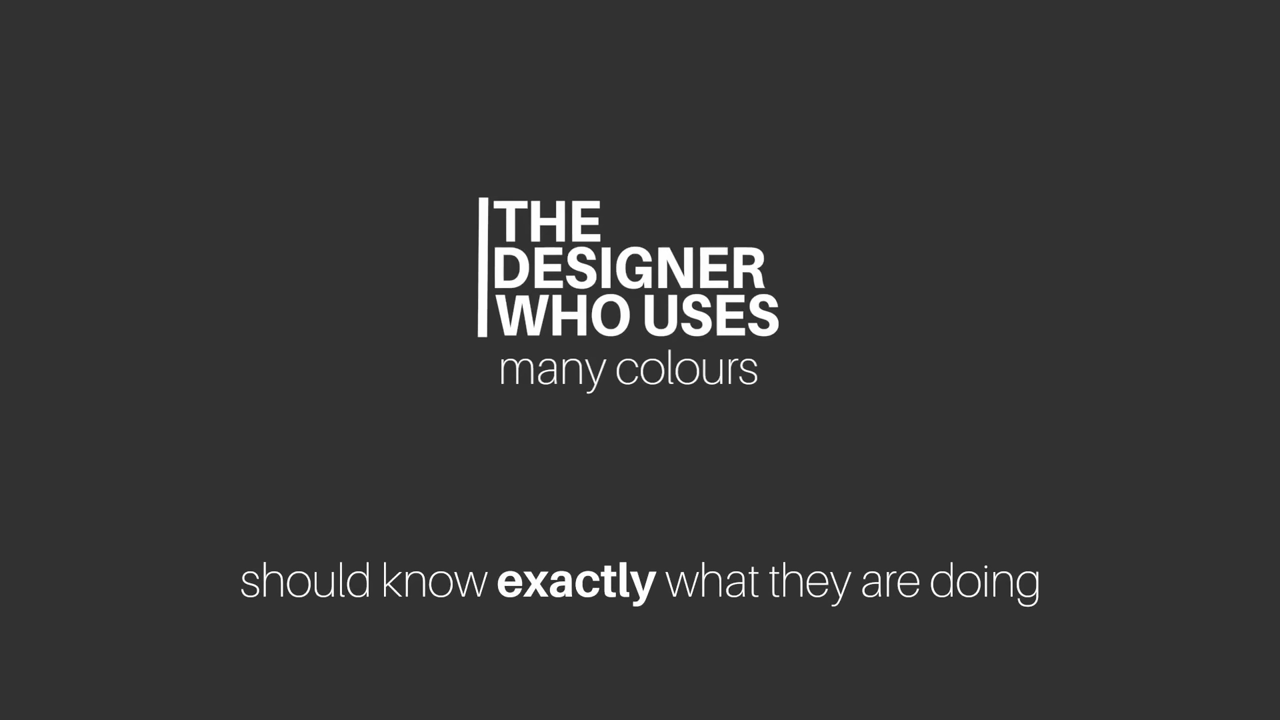 THE
DESIGNER
WHO USES
many colours
should know exactly what they are doing